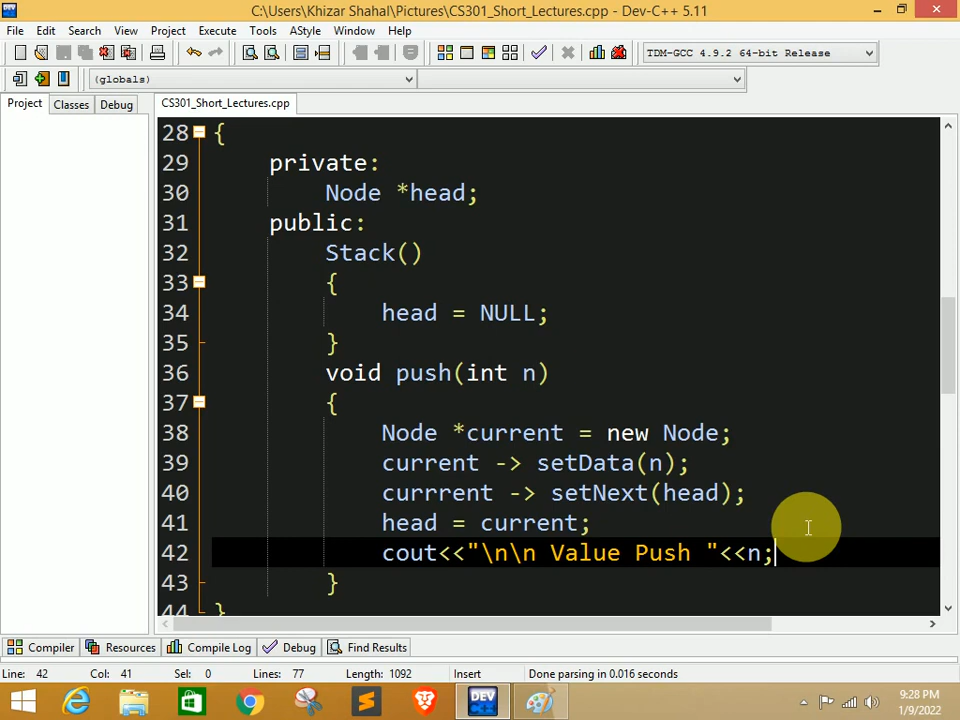 C:\Users\Khizar Shahal\Pictures\CS301_Short_Lectures.cpp - Dev-C++ 5.11
File Edit Search View Project Execute Tools AStyle Window Help
TDM-GCC 4.9.2 64-bit Release
(globals)
Project Classes Debug CS301_Short_Lectures.cpp
28 {
29 private:
30 Node *head;
31 public:
32 Stack()
33 {
34 head = NULL;
35 }
36 void push(int n)
37 {
38 Node *current = new Node;
39 current -> setData(n);
40 currrent -> setNext(head);
41 head = current;
42 cout<<"\n\n Value Push "<<n;
43 }
44 }
Compiler Resources Compile Log Debug Find Results
Line: 42 Col: 41 Sel: 0 Lines: 77 Length: 1092 Insert Done parsing in 0.016 seconds
DEV
9:28 PM
1/9/2022